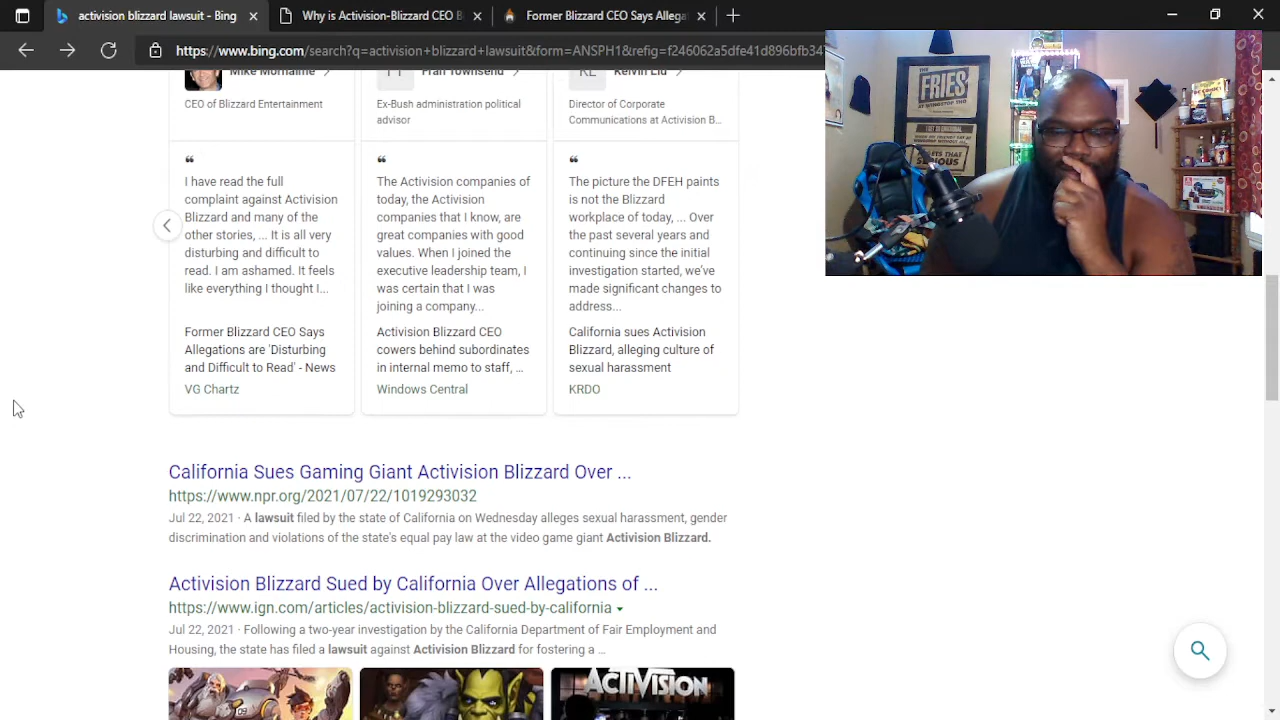 activision blizzard lawsuit - Bing
Why is Activision-Blizzard CEO B
Former Blizzard CEO Says Allegat
https://www.bing.com/search?q=activision+blizzard+lawsuit&form=ANSPH1&refig=f246062a5dfe41d896bfb347
Mike Morhaime
Fran Townsend
Kelvin Liu
CEO of Blizzard Entertainment
Ex-Bush administration political
advisor
Director of Corporate
Communications at Activision B...
❝
I have read the full
complaint against Activision
Blizzard and many of the
other stories, ... It is all very
disturbing and difficult to
read. I am ashamed. It feels
like everything I thought I...
Former Blizzard CEO Says
Allegations are 'Disturbing
and Difficult to Read' - News
VG Chartz
❝
The Activision companies of
today, the Activision
companies that I know, are
great companies with good
values. When I joined the
executive leadership team, I
was certain that I was
joining a company...
Activision Blizzard CEO
cowers behind subordinates
in internal memo to staff, ...
Windows Central
❝
The picture the DFEH paints
is not the Blizzard
workplace of today, ... Over
the past several years and
continuing since the initial
investigation started, we've
made significant changes to
address...
California sues Activision
Blizzard, alleging culture of
sexual harassment
KRDO
California Sues Gaming Giant Activision Blizzard Over ...
https://www.npr.org/2021/07/22/1019293032
Jul 22, 2021 · A lawsuit filed by the state of California on Wednesday alleges sexual harassment, gender
discrimination and violations of the state's equal pay law at the video game giant Activision Blizzard.
Activision Blizzard Sued by California Over Allegations of ...
https://www.ign.com/articles/activision-blizzard-sued-by-california
Jul 22, 2021 · Following a two-year investigation by the California Department of Fair Employment and
Housing, the state has filed a lawsuit against Activision Blizzard for fostering a ...
ACTIVISION
THE
FRIES
SERIOUS